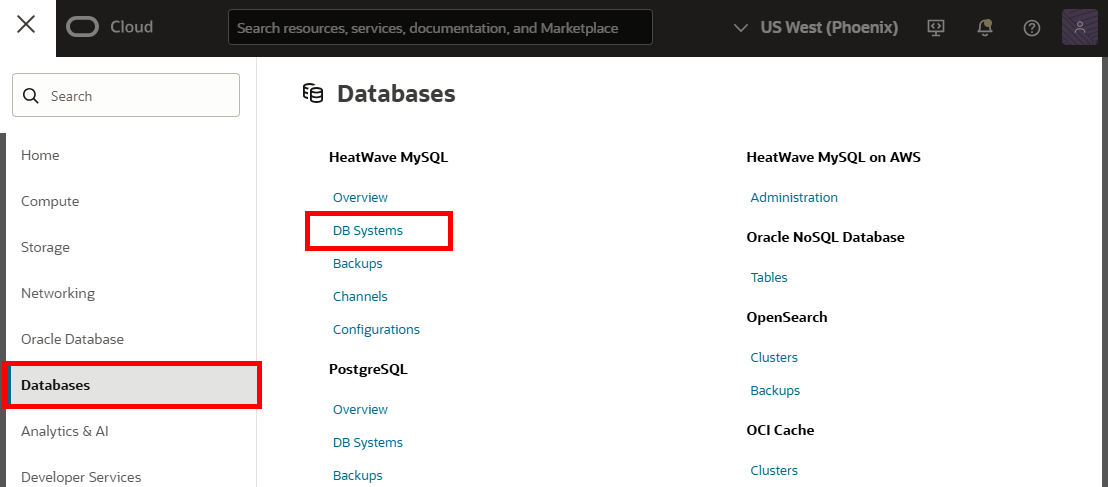 Cloud
Search resources, services, documentation, and Marketplace
US West (Phoenix)
Search
Home
Compute
Storage
Networking
Oracle Database
Databases
Analytics & AI
Developer Services
Databases
HeatWave MySQL
Overview
DB Systems
Backups
Channels
Configurations
PostgreSQL
Overview
DB Systems
Backups
HeatWave MySQL on AWS
Administration
Oracle NoSQL Database
Tables
OpenSearch
Clusters
Backups
OCI Cache
Clusters